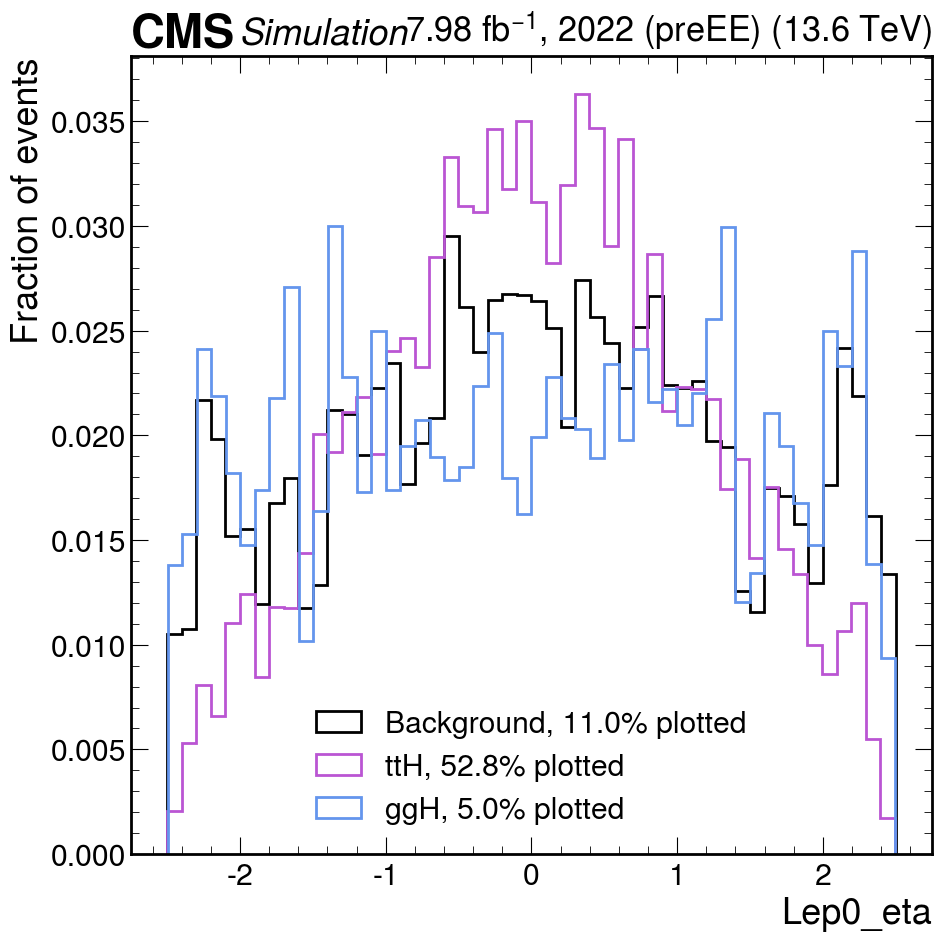 CMS Simulation 7.98 fb⁻¹, 2022 (preEE) (13.6 TeV)
Fraction of events
0.035
0.030
0.025
0.020
0.015
0.010
0.005
0.000
Background, 11.0% plotted
ttH, 52.8% plotted
ggH, 5.0% plotted
-2 -1 0 1 2
Lep0_eta